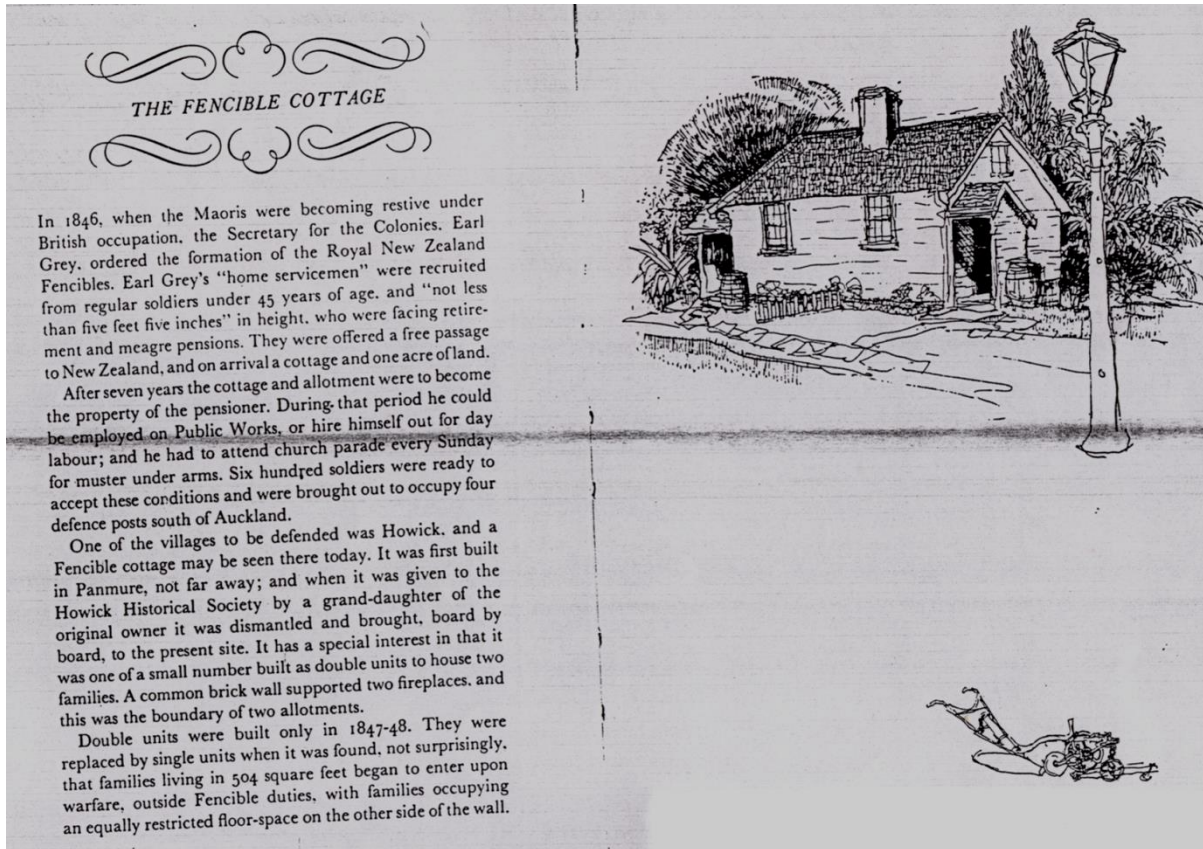 THE FENCIBLE COTTAGE
In 1846, when the Maoris were becoming restive under
British occupation, the Secretary for the Colonies. Earl
Grey. ordered the formation of the Royal New Zealand
Fencibles. Earl Grey's "home servicemen" were recruited
from regular soldiers under 45 years of age. and "not less
than five feet five inches" in height. who were facing retire-
ment and meagre pensions. They were offered a free passage
to New Zealand, and on arrival a cottage and one acre of land.
After seven years the cottage and allotment were to become
the property of the pensioner. During that period he could
be employed on Public Works, or hire himself out for day
labour; and he had to attend church parade every Sunday
for muster under arms. Six hundred soldiers were ready to
accept these conditions and were brought out to occupy four
defence posts south of Auckland.
One of the villages to be defended was Howick. and a
Fencible cottage may be seen there today. It was first built
in Panmure, not far away; and when it was given to the
Howick Historical Society by a grand-daughter of the
original owner it was dismantled and brought, board by
board, to the present site. It has a special interest in that it
was one of a small number built as double units to house two
families. A common brick wall supported two fireplaces. and
this was the boundary of two allotments.
Double units were built only in 1847-48. They were
replaced by single units when it was found, not surprisingly.
that families living in 504 square feet began to enter upon
warfare, outside Fencible duties, with families occupying
an equally restricted floor-space on the other side of the wall.